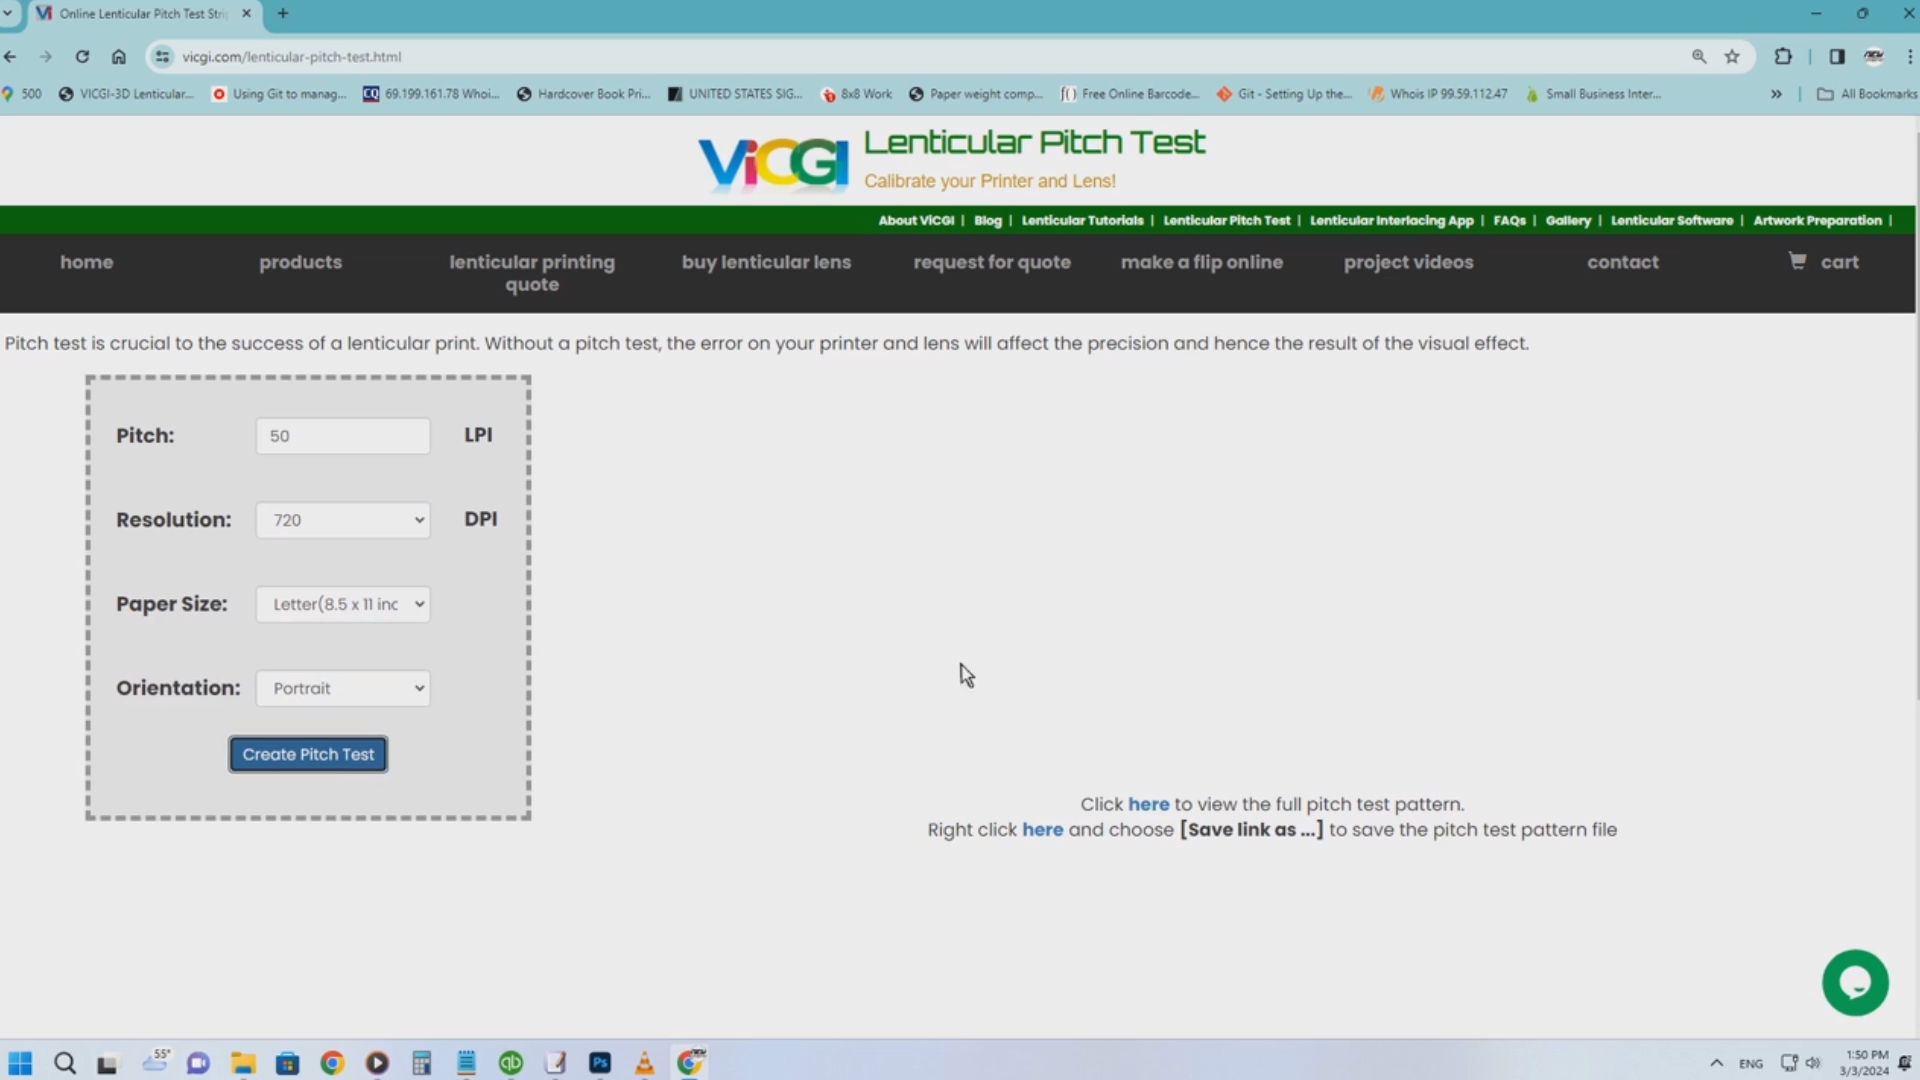 Online Lenticular Pitch Test Stri
vicgi.com/lenticular-pitch-test.html
500
VICGI-3D Lenticular...
Using Git to manag...
CQ
69.199.161.78 Whoi...
Hardcover Book Pri...
UNITED STATES SIG...
8x8 Work
Paper weight comp...
Free Online Barcode...
Git - Setting Up the...
Whois IP 99.59.112.47
Small Business Inter...
All Bookmarks
ViCGI
Lenticular Pitch Test
Calibrate your Printer and Lens!
About ViCGI | Blog | Lenticular Tutorials | Lenticular Pitch Test | Lenticular Interlacing App | FAQs | Gallery | Lenticular Software | Artwork Preparation |
home
products
lenticular printing
quote
buy lenticular lens
request for quote
make a flip online
project videos
contact
cart
Pitch test is crucial to the success of a lenticular print. Without a pitch test, the error on your printer and lens will affect the precision and hence the result of the visual effect.
Pitch: 50 LPI
Resolution: 720 DPI
Paper Size: Letter(8.5 x 11 inc
Orientation: Portrait
Create Pitch Test
Click here to view the full pitch test pattern.
Right click here and choose [Save link as ...] to save the pitch test pattern file
55°
qb
Ps
ENG
1:50 PM
3/3/2024